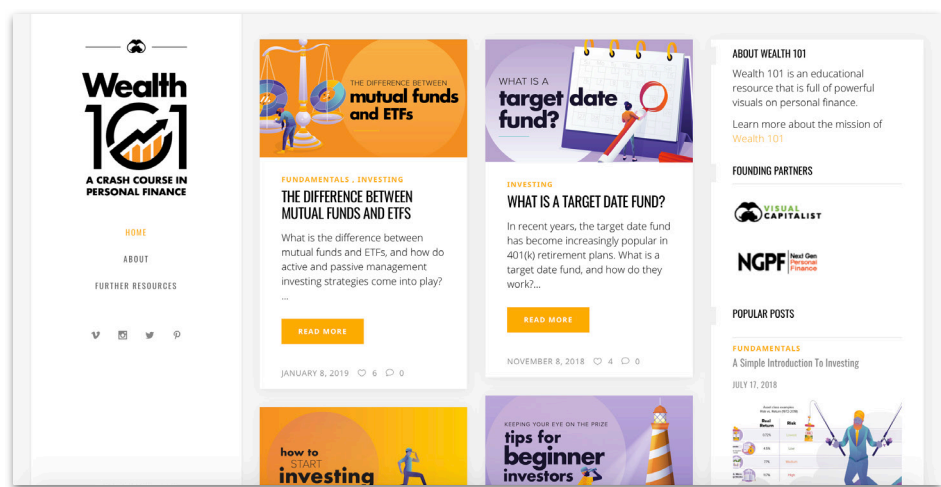 Wealth
101
A CRASH COURSE IN
PERSONAL FINANCE
HOME
ABOUT
FURTHER RESOURCES
THE DIFFERENCE BETWEEN
mutual funds
and ETFs
FUNDAMENTALS , INVESTING
THE DIFFERENCE BETWEEN
MUTUAL FUNDS AND ETFS
What is the difference between
mutual funds and ETFs, and how do
active and passive management
investing strategies come into play?
...
READ MORE
JANUARY 8, 2019 6 0
how to
START
investing
WHAT IS A
target date
fund?
INVESTING
WHAT IS A TARGET DATE FUND?
In recent years, the target date fund
has become increasingly popular in
401(k) retirement plans. What is a
target date fund, and how do they
work?...
READ MORE
NOVEMBER 8, 2018 4 0
KEEPING YOUR EYE ON THE PRIZE
tips for
beginner
investors
ABOUT WEALTH 101
Wealth 101 is an educational
resource that is full of powerful
visuals on personal finance.
Learn more about the mission of
Wealth 101
FOUNDING PARTNERS
VISUAL
CAPITALIST
NGPF Next Gen
Personal
Finance
POPULAR POSTS
FUNDAMENTALS
A Simple Introduction To Investing
JULY 17, 2018
Real Risk
Return
Low
High